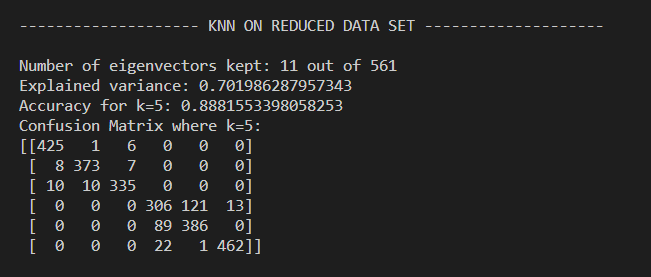 -------------------- KNN ON REDUCED DATA SET --------------------
Number of eigenvectors kept: 11 out of 561
Explained variance: 0.701986287957343
Accuracy for k=5: 0.8881553398058253
Confusion Matrix where k=5:
[[425   1   6   0   0   0]
 [  8 373   7   0   0   0]
 [ 10  10 335   0   0   0]
 [  0   0   0 306 121  13]
 [  0   0   0  89 386   0]
 [  0   0   0  22   1 462]]